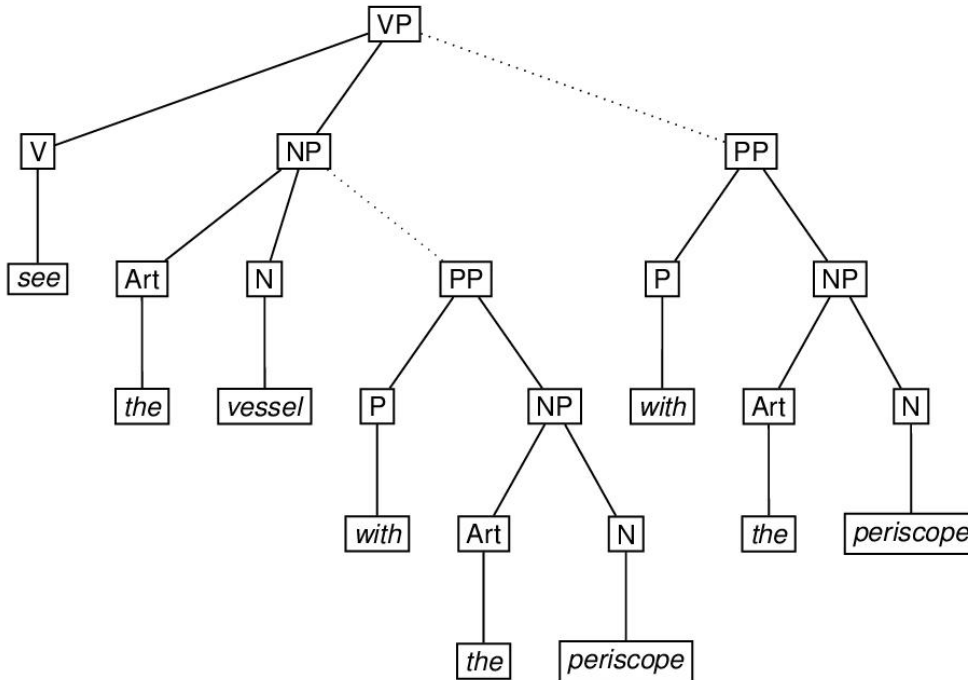 VP
V NP PP
see Art N PP P NP
the vessel P NP with Art N
with Art N the periscope
the periscope